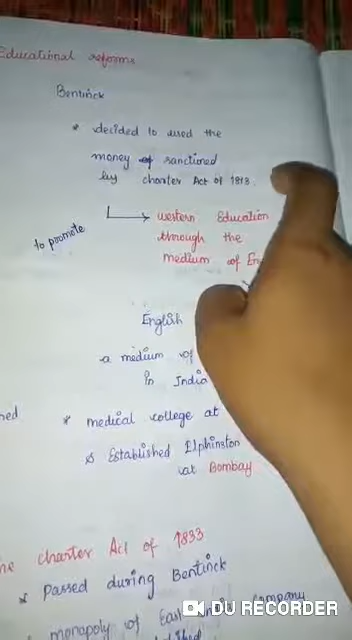 Educational reforms
Bentinck
* decided to used the
money of sanctioned
by charter Act of 1813.
to promote
western Education
through the
medium of
English
a medium of
in India
* medical college at
Established Elphinston
at Bombay
charter Act of 1833
Passed during Bentinck
monopoly of East Company
DU RECORDER